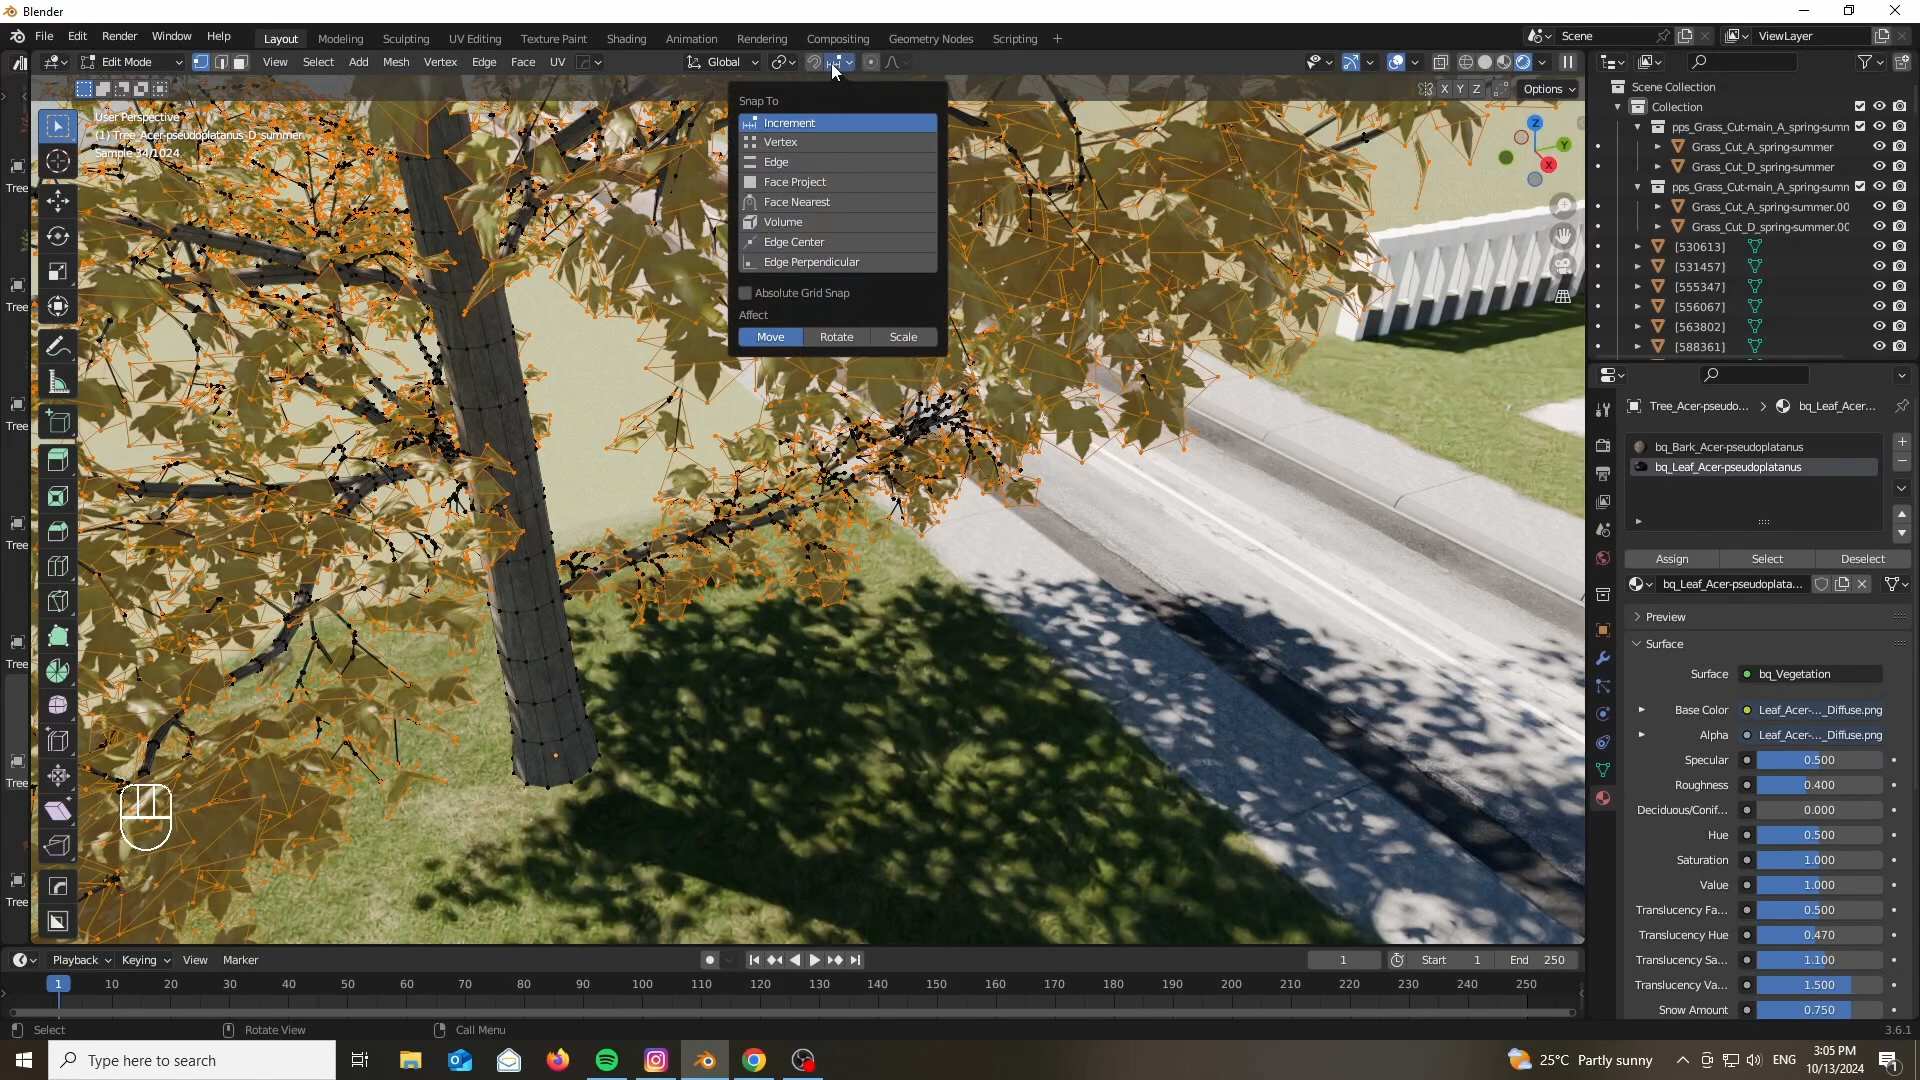 Blender
File Edit Render Window Help
Layout Modeling Sculpting UV Editing Texture Paint Shading Animation Rendering Compositing Geometry Nodes Scripting
Scene
ViewLayer
Edit Mode
View Select Add Mesh Vertex Edge Face UV
Global
X Y Z
Options
User Perspective
(1) Tree_Acer-pseudoplatanus_D_summer...
Sample 34/1024
Snap To
Increment
Vertex
Edge
Face Project
Face Nearest
Volume
Edge Center
Edge Perpendicular
Absolute Grid Snap
Affect
Move Rotate Scale
Z
Y
X
Tree
Tree
Tree
Tree
Tree
Tree
Tree
Scene Collection
Collection
pps_Grass_Cut-main_A_spring-summ
Grass_Cut_A_spring-summer
Grass_Cut_D_spring-summer
pps_Grass_Cut-main_A_spring-summ
Grass_Cut_A_spring-summer.00
Grass_Cut_D_spring-summer.00
[530613]
[531457]
[555347]
[556067]
[563802]
[588361]
Tree_Acer-pseudo... bq_Leaf_Acer...
bq_Bark_Acer-pseudoplatanus
bq_Leaf_Acer-pseudoplatanus
Assign Select Deselect
bq_Leaf_Acer-pseudoplata...
Preview
Surface
Surface bq_Vegetation
Base Color Leaf_Acer-..._Diffuse.png
Alpha Leaf_Acer-..._Diffuse.png
Specular 0.500
Roughness 0.400
Deciduous/Conif... 0.000
Hue 0.500
Saturation 1.000
Value 1.000
Translucency Fa... 0.500
Translucency Hue 0.470
Translucency Sa... 1.100
Translucency Va... 1.500
Snow Amount 0.750
Playback Keying View Marker
1 Start 1 End 250
1 10 20 30 40 50 60 70 80 90 100 110 120 130 140 150 160 170 180 190 200 210 220 230 240 250
Select Rotate View Call Menu
3.6.1
Type here to search
25°C Partly sunny
ENG
3:05 PM
10/13/2024
1